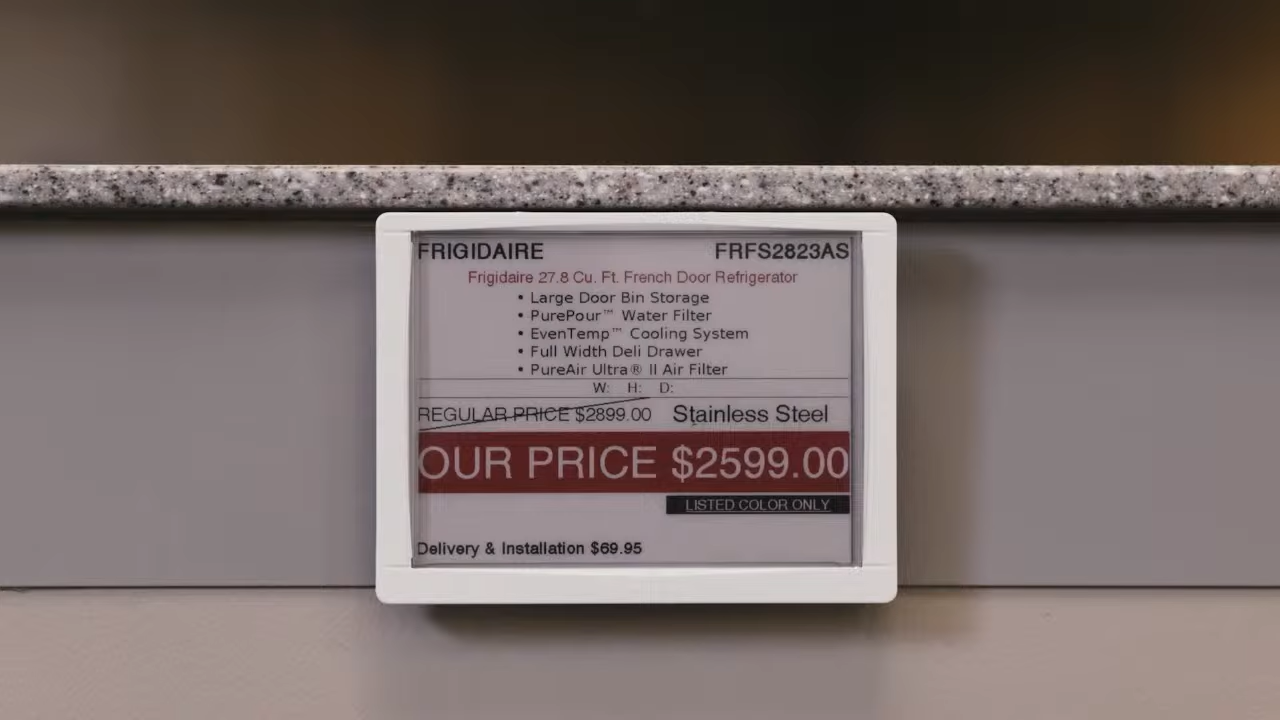 FRIGIDAIRE FRFS2823AS
Frigidaire 27.8 Cu. Ft. French Door Refrigerator
• Large Door Bin Storage
• PurePour™ Water Filter
• EvenTemp™ Cooling System
• Full Width Deli Drawer
• PureAir Ultra® II Air Filter
W: H: D:
REGULAR PRICE $2899.00 Stainless Steel
OUR PRICE $2599.00
LISTED COLOR ONLY
Delivery & Installation $69.95